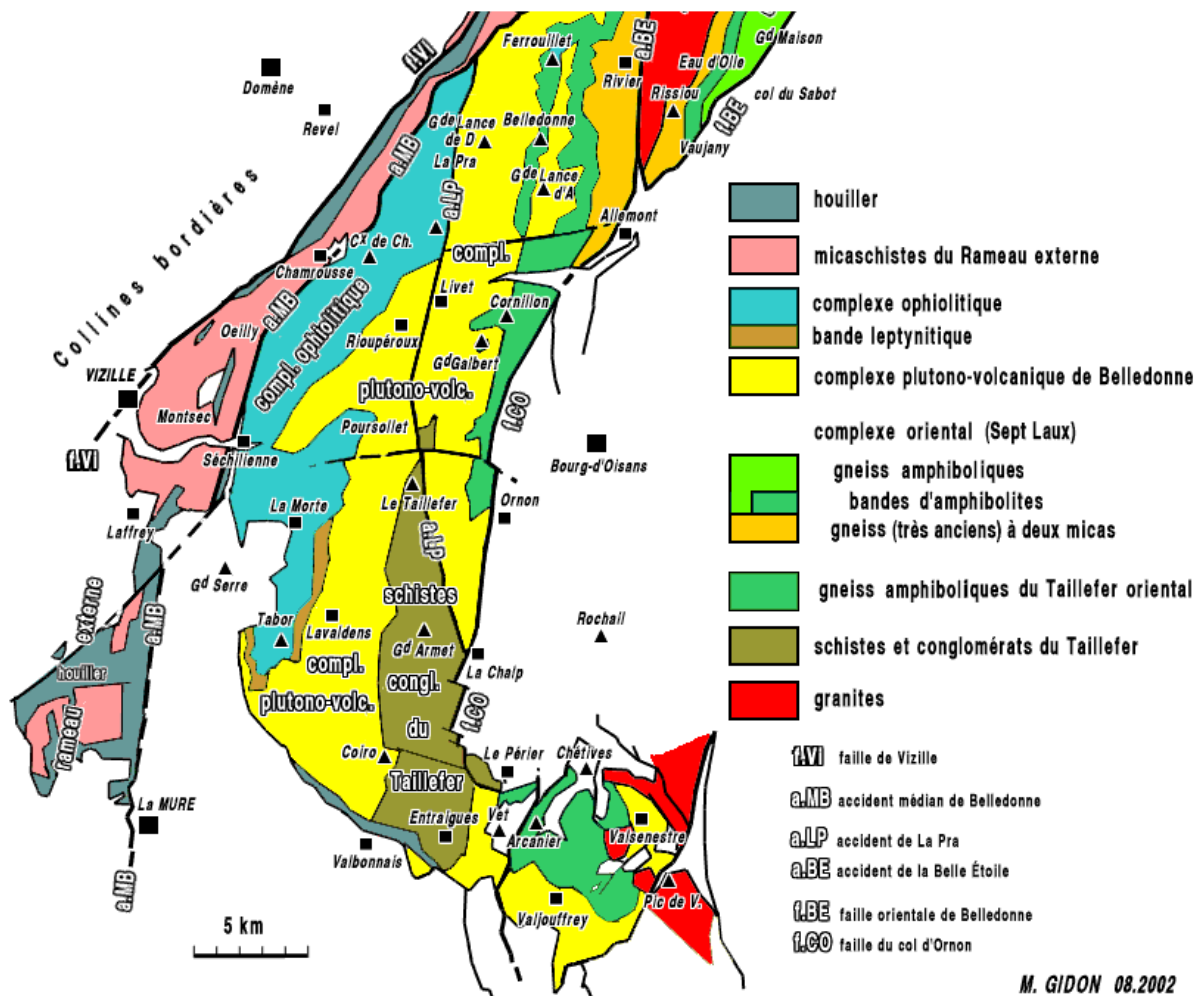 f.VI
Domène
Revel
Ferrouillet
a.BE
Rivier
Gd Maison
Eau d'Olle
Rissiou
col du Sabot
f.BE
Vaujany
Gde Lance
de D
La Pra
Belledonne
a.MB
a.LP
Gde Lance
d'A
Allemont
Collines bordières
Cx de Ch.
Chamrousse
compl.
Livet
Cornillon
a.MB
Oeilly
compl. ophiolitique
Rioupéroux
Gd Galbert
VIZILLE
Montsec
plutono-volc.
Poursollet
f.CO
f.VI
Séchilienne
Bourg-d'Oisans
Le Taillefer
Ornon
La Morte
Laffrey
a.LP
Gd Serre
schistes
externe
a.MB
Tabor
Lavaldens
Gd Armet
Rochail
La Chalp
houiller
compl.
plutono-volc.
congl.
du
f.CO
rameau
Coiro
Le Périer
Chétives
Taillefer
La MURE
Entraigues
Vet
Arcanier
Valsenestre
Valbonnais
a.MB
Valjouffrey
Pic de V.
5 km
houiller
micaschistes du Rameau externe
complexe ophiolitique
bande leptynitique
complexe plutono-volcanique de Belledonne
complexe oriental (Sept Laux)
gneiss amphiboliques
bandes d'amphibolites
gneiss (très anciens) à deux micas
gneiss amphiboliques du Taillefer oriental
schistes et conglomérats du Taillefer
granites
f.VI faille de Vizille
a.MB accident médian de Belledonne
a.LP accident de La Pra
a.BE accident de la Belle Étoile
f.BE faille orientale de Belledonne
f.CO faille du col d'Ornon
M. GIDON 08.2002